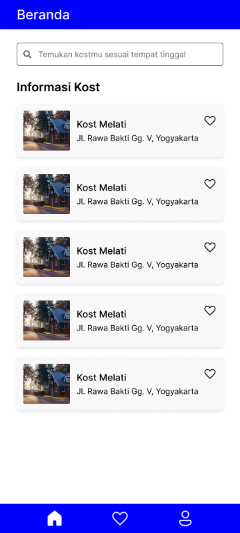 Beranda
Temukan kostmu sesuai tempat tinggal
Informasi Kost
Kost Melati
Jl. Rawa Bakti Gg. V, Yogyakarta
Kost Melati
Jl. Rawa Bakti Gg. V, Yogyakarta
Kost Melati
Jl. Rawa Bakti Gg. V, Yogyakarta
Kost Melati
Jl. Rawa Bakti Gg. V, Yogyakarta
Kost Melati
Jl. Rawa Bakti Gg. V, Yogyakarta